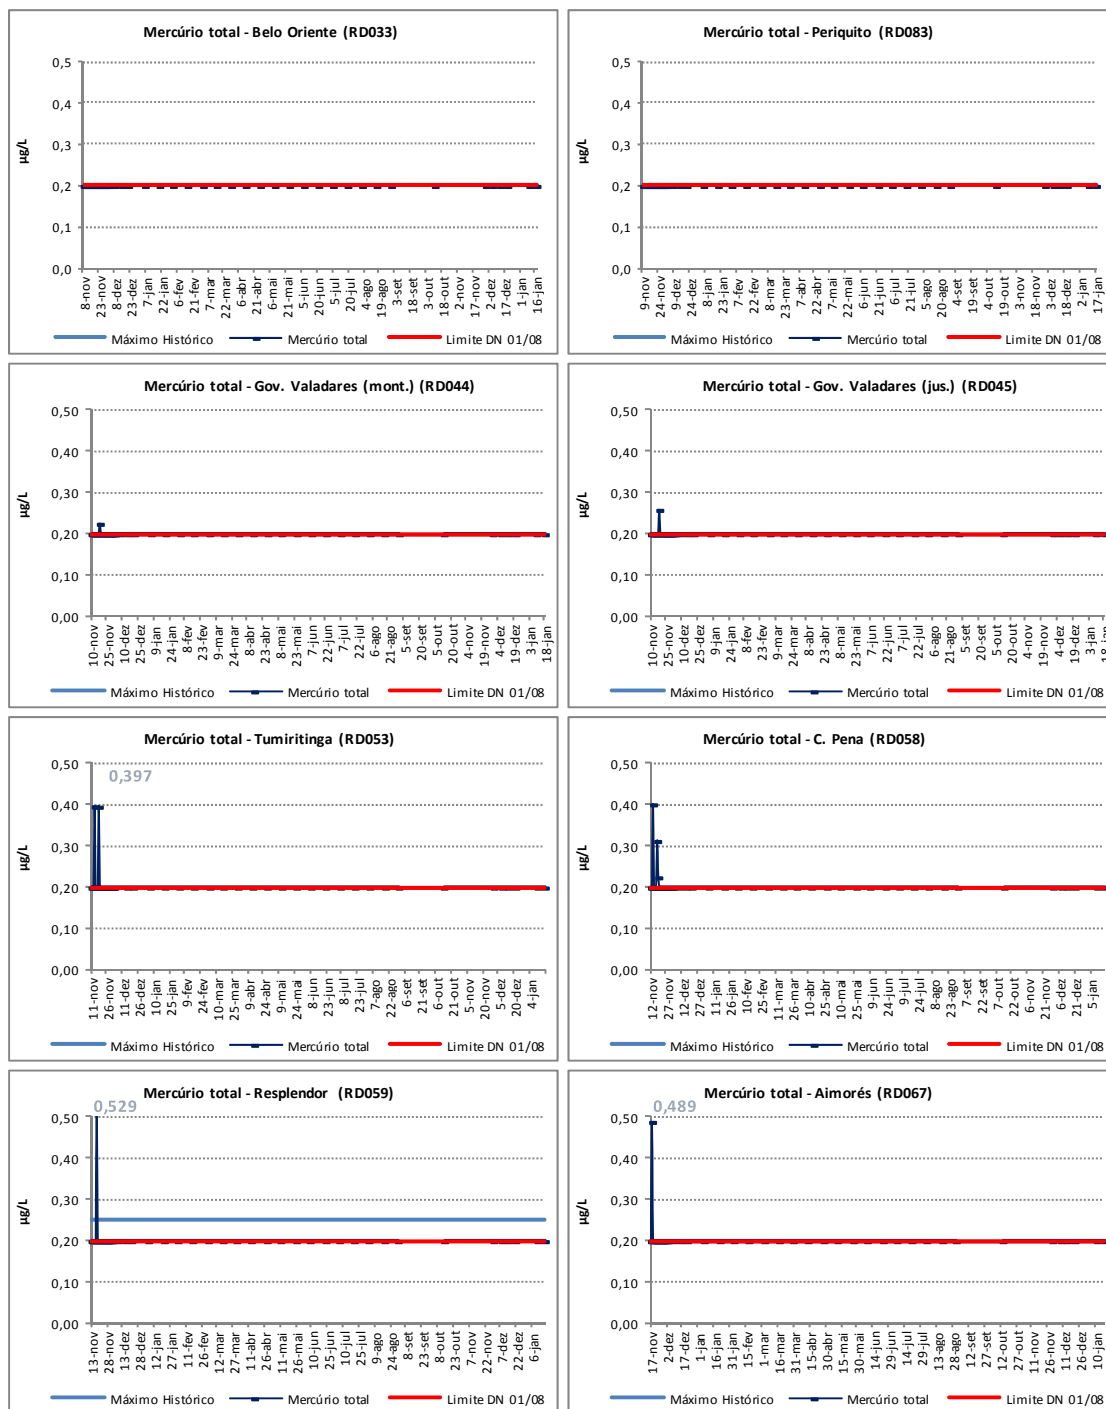 Mercúrio total - Belo Oriente (RD033)
µg/L
0,5
0,4
0,3
0,2
0,1
0,0
8-nov 23-nov 8-dez 23-dez 7-jan 22-jan 6-fev 21-fev 7-mar 22-mar 6-abr 21-abr 6-mai 21-mai 5-jun 20-jun 5-jul 20-jul 4-ago 19-ago 3-set 18-set 3-out 18-out 2-nov 17-nov 2-dez 17-dez 1-jan 16-jan
Máximo Histórico Mercúrio total Limite DN 01/08
Mercúrio total - Periquito (RD083)
µg/L
0,5
0,4
0,3
0,2
0,1
0,0
9-nov 24-nov 9-dez 24-dez 8-jan 23-jan 7-fev 22-fev 8-mar 23-mar 7-abr 22-abr 7-mai 22-mai 6-jun 21-jun 6-jul 21-jul 5-ago 20-ago 4-set 19-set 4-out 19-out 3-nov 18-nov 3-dez 18-dez 2-jan 17-jan
Máximo Histórico Mercúrio total Limite DN 01/08
Mercúrio total - Gov. Valadares (mont.) (RD044)
µg/L
0,50
0,40
0,30
0,20
0,10
0,00
10-nov 25-nov 10-dez 25-dez 9-jan 24-jan 8-fev 23-fev 9-mar 24-mar 8-abr 23-abr 8-mai 23-mai 7-jun 22-jun 7-jul 22-jul 6-ago 21-ago 5-set 20-set 5-out 20-out 4-nov 19-nov 4-dez 19-dez 3-jan 18-jan
Máximo Histórico Mercúrio total Limite DN 01/08
Mercúrio total - Gov. Valadares (jus.) (RD045)
µg/L
0,50
0,40
0,30
0,20
0,10
0,00
10-nov 25-nov 10-dez 25-dez 9-jan 24-jan 8-fev 23-fev 9-mar 24-mar 8-abr 23-abr 8-mai 23-mai 7-jun 22-jun 7-jul 22-jul 6-ago 21-ago 5-set 20-set 5-out 20-out 4-nov 19-nov 4-dez 19-dez 3-jan 18-jan
Máximo Histórico Mercúrio total Limite DN 01/08
Mercúrio total - Tumiritinga (RD053)
0,397
µg/L
0,50
0,40
0,30
0,20
0,10
0,00
11-nov 26-nov 11-dez 26-dez 10-jan 25-jan 9-fev 24-fev 10-mar 25-mar 9-abr 24-abr 9-mai 24-mai 8-jun 23-jun 8-jul 23-jul 7-ago 22-ago 6-set 21-set 6-out 21-out 5-nov 20-nov 5-dez 20-dez 4-jan
Máximo Histórico Mercúrio total Limite DN 01/08
Mercúrio total - C. Pena (RD058)
µg/L
0,50
0,40
0,30
0,20
0,10
0,00
12-nov 27-nov 12-dez 27-dez 11-jan 26-jan 10-fev 25-fev 11-mar 26-mar 10-abr 25-abr 10-mai 25-mai 9-jun 24-jun 9-jul 24-jul 8-ago 23-ago 7-set 22-set 7-out 22-out 6-nov 21-nov 6-dez 21-dez 5-jan
Máximo Histórico Mercúrio total Limite DN 01/08
Mercúrio total - Resplendor (RD059)
0,529
µg/L
0,50
0,40
0,30
0,20
0,10
0,00
13-nov 28-nov 13-dez 28-dez 12-jan 27-jan 11-fev 26-fev 12-mar 27-mar 11-abr 26-abr 11-mai 26-mai 10-jun 25-jun 10-jul 25-jul 9-ago 24-ago 8-set 23-set 8-out 23-out 7-nov 22-nov 7-dez 22-dez 6-jan
Máximo Histórico Mercúrio total Limite DN 01/08
Mercúrio total - Aimorés (RD067)
0,489
µg/L
0,50
0,40
0,30
0,20
0,10
0,00
17-nov 2-dez 17-dez 1-jan 16-jan 31-jan 15-fev 1-mar 16-mar 31-mar 15-abr 30-abr 15-mai 30-mai 14-jun 29-jun 14-jul 29-jul 13-ago 28-ago 12-set 27-set 12-out 27-out 11-nov 26-nov 11-dez 26-dez 10-jan
Máximo Histórico Mercúrio total Limite DN 01/08